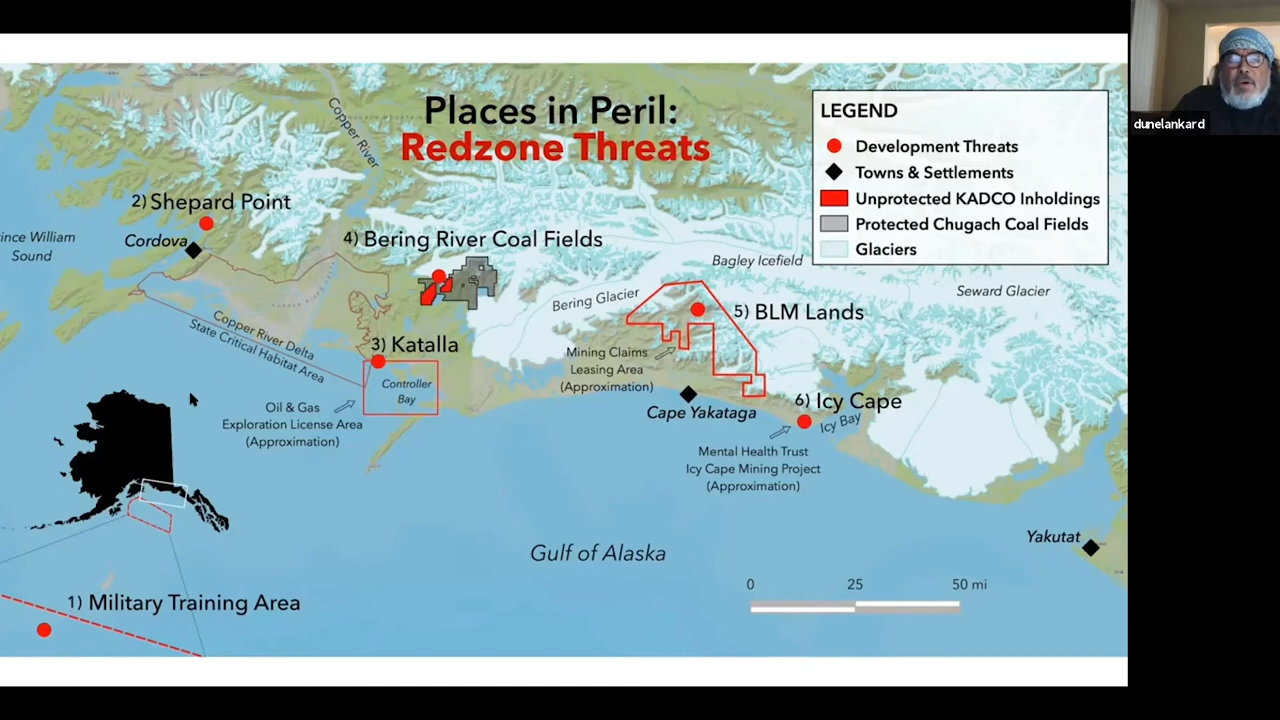 Places in Peril:
Redzone Threats
LEGEND
Development Threats
Towns & Settlements
Unprotected KADCO Inholdings
Protected Chugach Coal Fields
Glaciers
dunelankard
Copper River
2) Shepard Point
Cordova
ince William
Sound
4) Bering River Coal Fields
Bagley Icefield
Seward Glacier
Bering Glacier
5) BLM Lands
Copper River Delta
State Critical Habitat Area
3) Katalla
Controller
Bay
Mining Claims
Leasing Area
(Approximation)
Oil & Gas
Exploration License Area
(Approximation)
Cape Yakataga
6) Icy Cape
Icy Bay
Mental Health Trust
Icy Cape Mining Project
(Approximation)
Yakutat
Gulf of Alaska
0 25 50 mi
1) Military Training Area